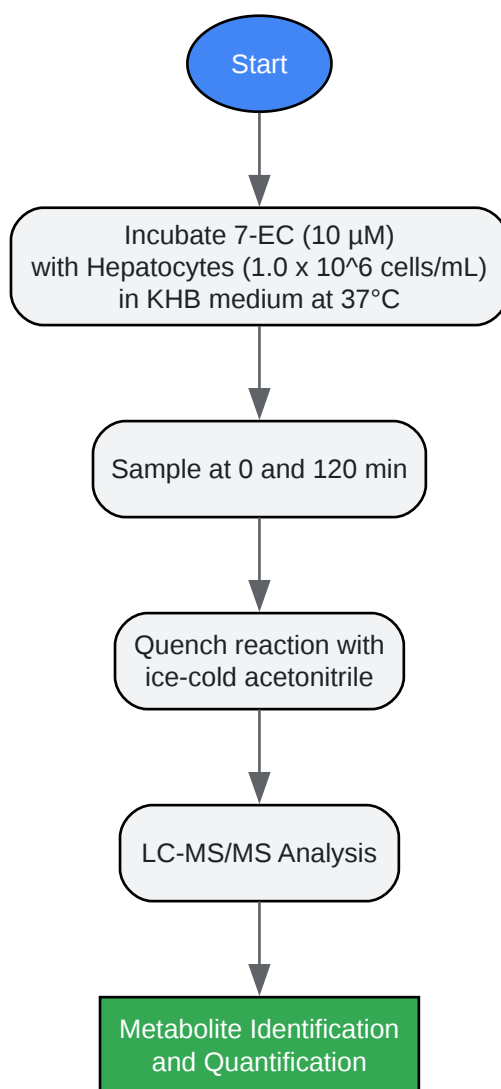 Start
Incubate 7-EC (10 µM)
with Hepatocytes (1.0 x 10^6 cells/mL)
in KHB medium at 37°C
Sample at 0 and 120 min
Quench reaction with
ice-cold acetonitrile
LC-MS/MS Analysis
Metabolite Identification
and Quantification